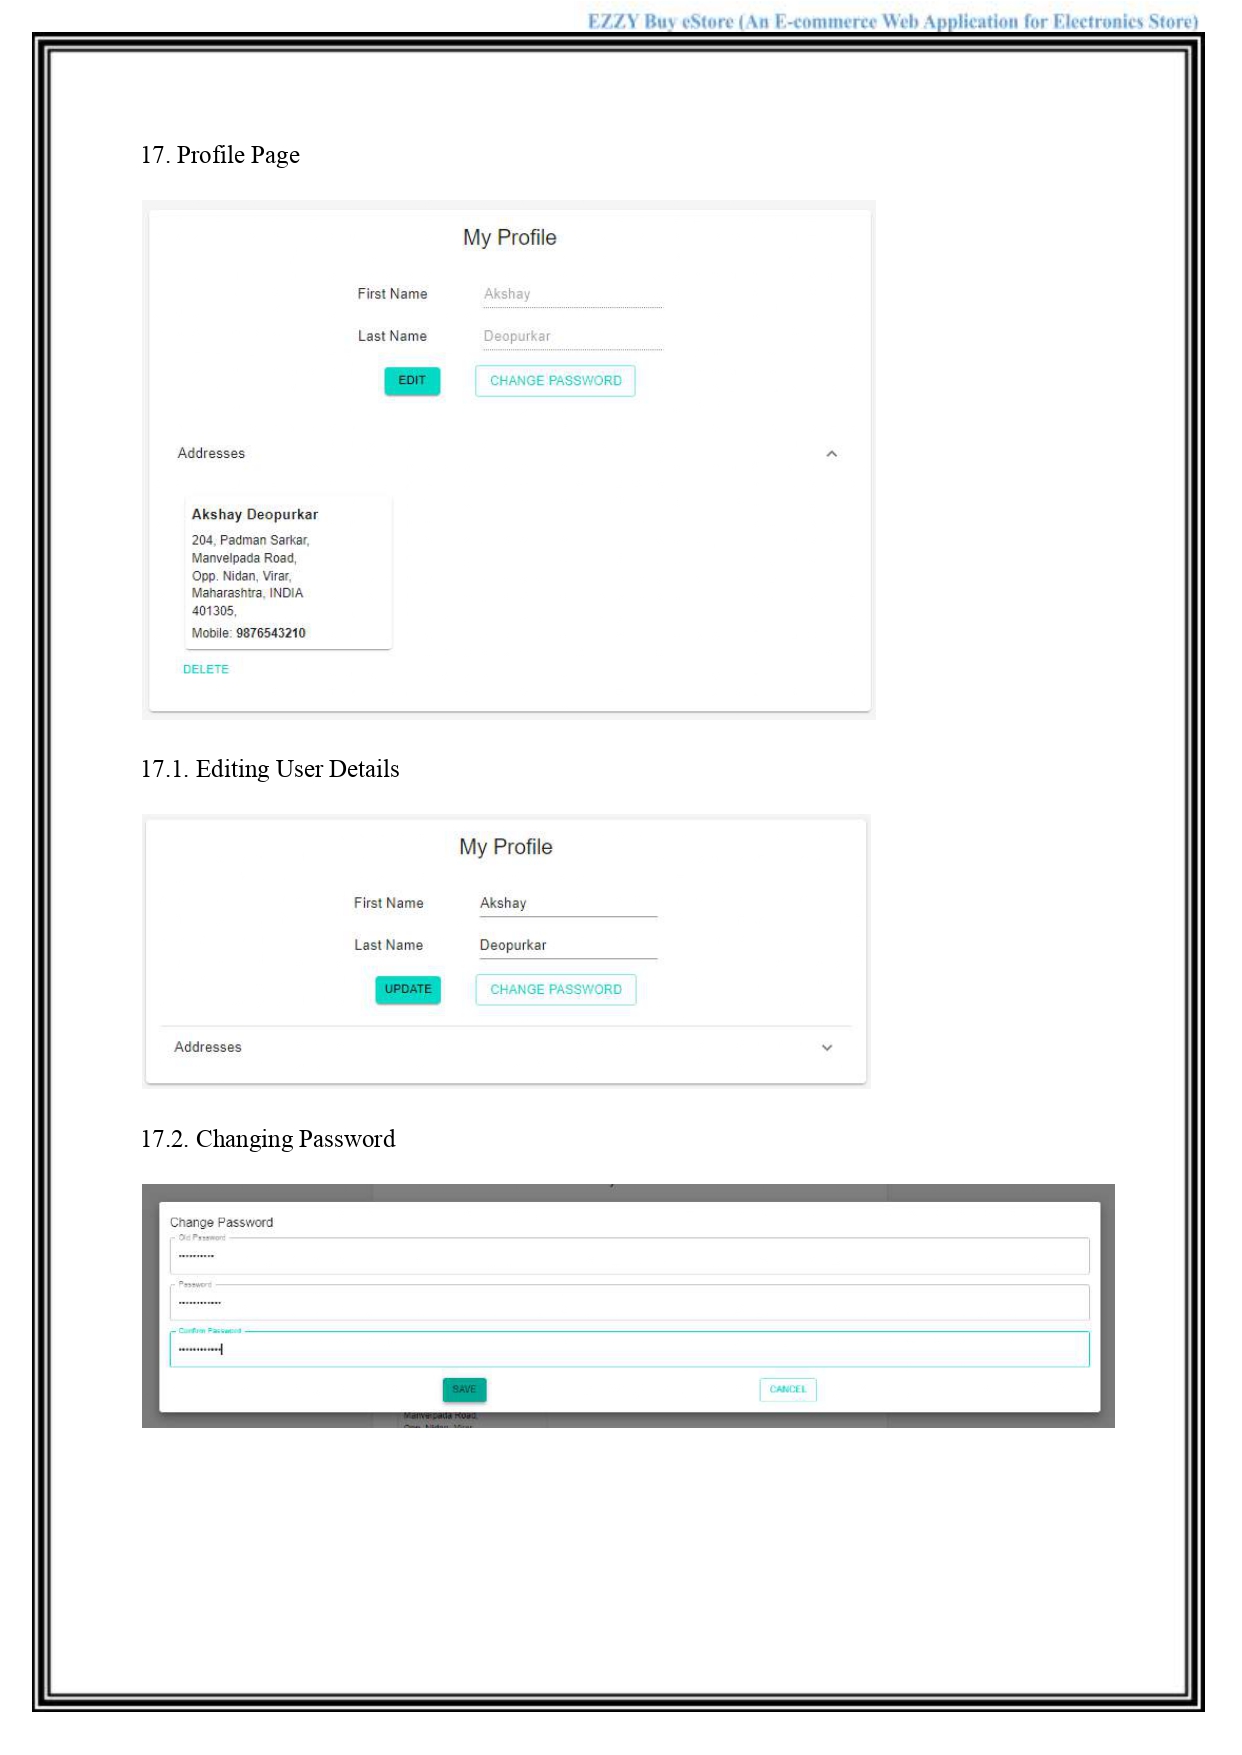 EZZY Buy eStore (An E-commerce Web Application for Electronics Store)
17. Profile Page
My Profile
First Name Akshay
Last Name Deopurkar
EDIT CHANGE PASSWORD
Addresses
Akshay Deopurkar
204, Padman Sarkar,
Manvelpada Road,
Opp. Nidan, Virar,
Maharashtra, INDIA
401305,
Mobile: 9876543210
DELETE
17.1. Editing User Details
My Profile
First Name Akshay
Last Name Deopurkar
UPDATE CHANGE PASSWORD
Addresses
17.2. Changing Password
Change Password
Old Password
••••••••••
Password
••••••••••••
Confirm Password
••••••••••••
SAVE CANCEL
Manvelpada Road,
Opp. Nidan, Virar,